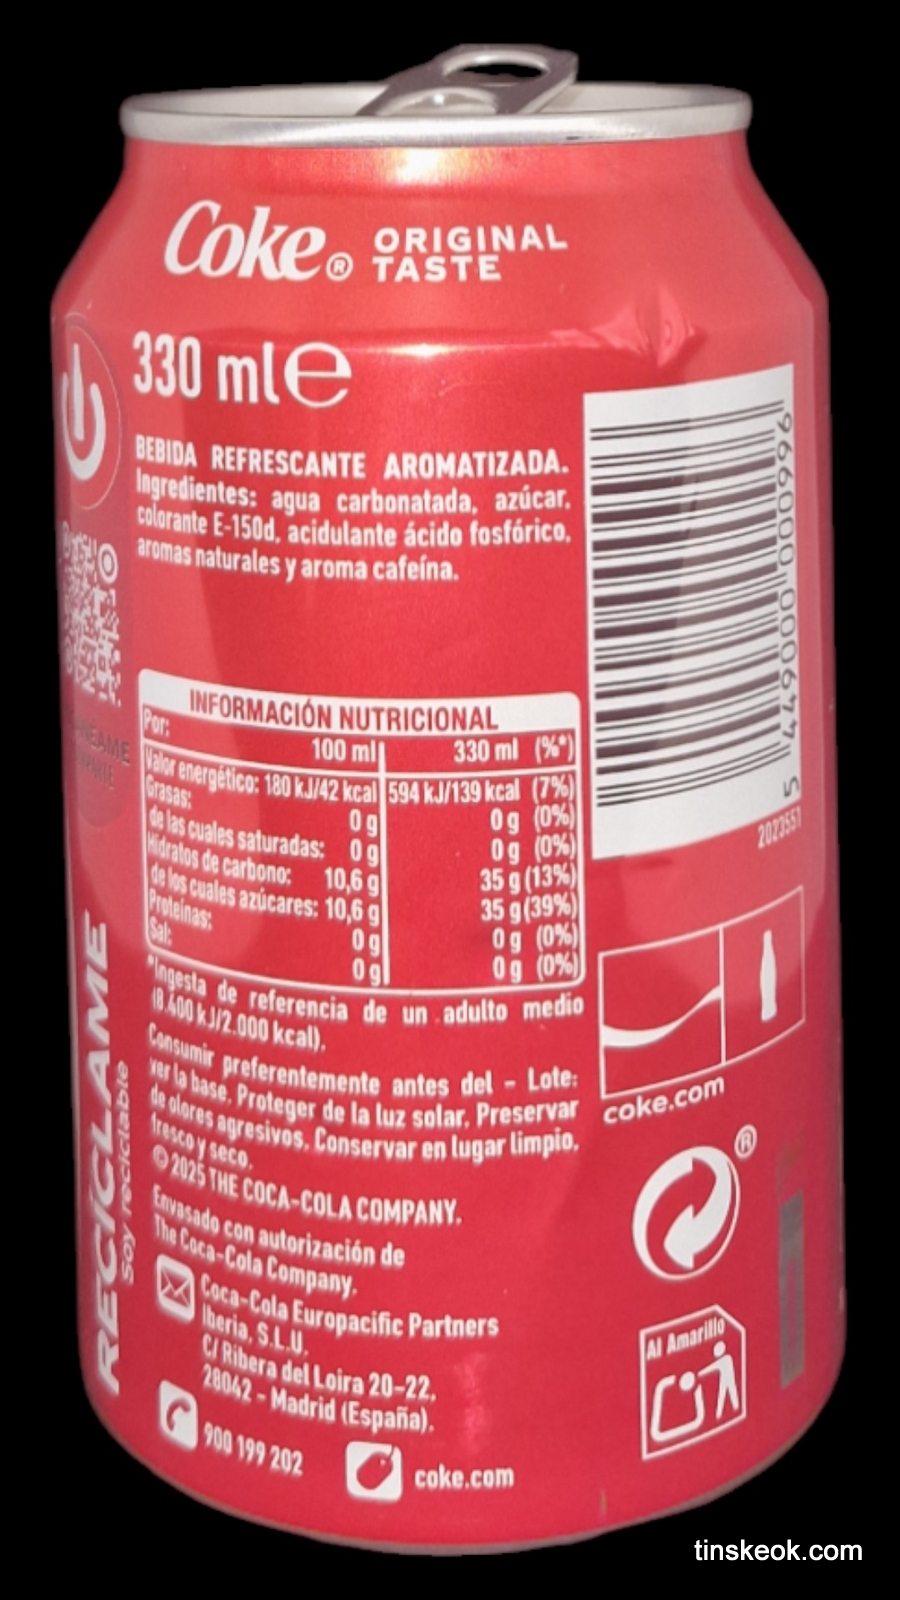 Coke® ORIGINAL
TASTE
330 ml ℮
BEBIDA REFRESCANTE AROMATIZADA.
Ingredientes: agua carbonatada, azúcar,
colorante E-150d, acidulante ácido fosfórico,
aromas naturales y aroma cafeína.
INFORMACIÓN NUTRICIONAL
Por: 100 ml 330 ml (%*)
Valor energético: 180 kJ/42 kcal 594 kJ/139 kcal (7%)
Grasas: 0 g 0 g (0%)
de las cuales saturadas: 0 g 0 g (0%)
Hidratos de carbono: 10,6 g 35 g (13%)
de los cuales azúcares: 10,6 g 35 g (39%)
Proteínas: 0 g 0 g (0%)
Sal: 0 g 0 g (0%)
*Ingesta de referencia de un adulto medio
(8.400 kJ/2.000 kcal).
Consumir preferentemente antes del - Lote:
ver la base. Proteger de la luz solar. Preservar
de olores agresivos. Conservar en lugar limpio,
fresco y seco.
© 2025 THE COCA-COLA COMPANY.
Envasado con autorización de
The Coca-Cola Company.
Coca-Cola Europacific Partners
Iberia, S.L.U.
C/ Ribera del Loira 20-22,
28042 - Madrid (España).
900 199 202
coke.com
RECÍCLAME
Soy reciclable
5 449000 000996
2023551
coke.com
®
Al Amarillo
tinskeok.com